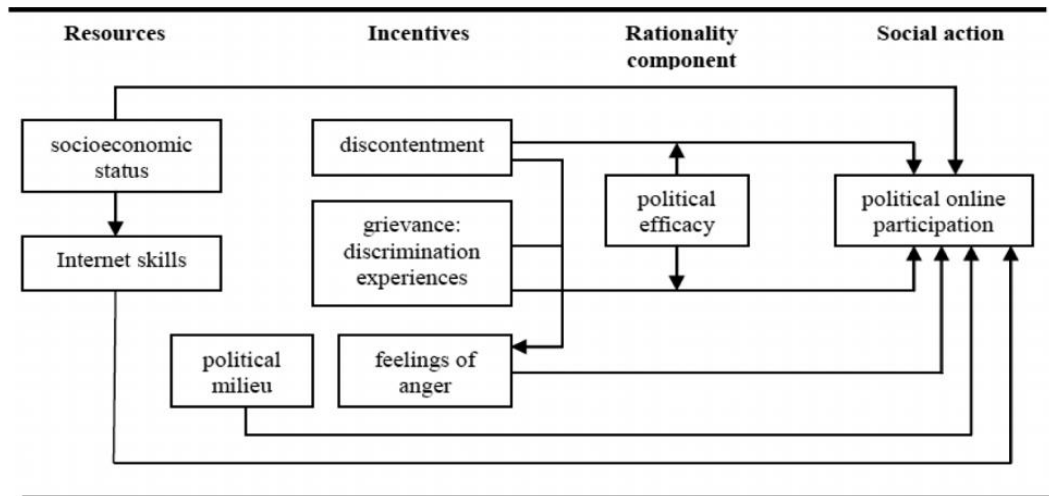 Resources
Incentives
Rationality
component
Social action
socioeconomic
status
Internet skills
political
milieu
discontentment
grievance:
discrimination
experiences
feelings of
anger
political
efficacy
political online
participation